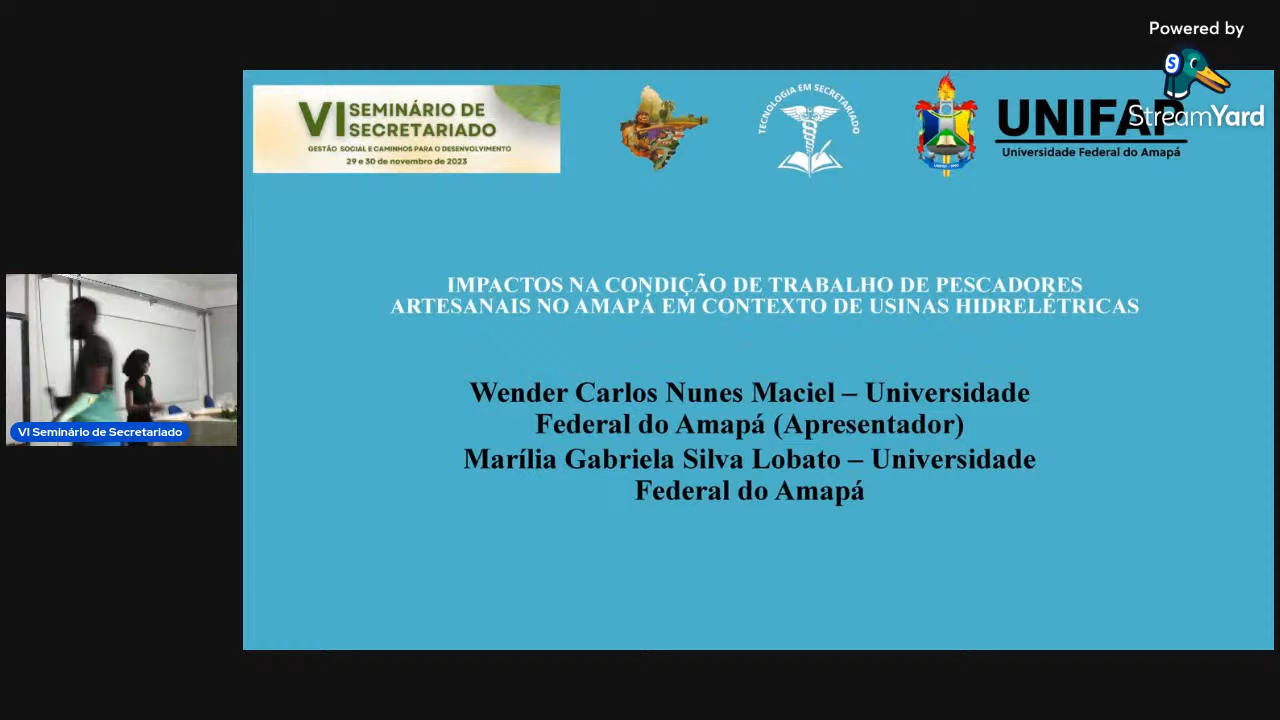 Powered by
StreamYard
VI SEMINÁRIO DE
SECRETARIADO
GESTÃO SOCIAL E CAMINHOS PARA O DESENVOLVIMENTO
29 e 30 de novembro de 2023
TECNOLOGIA EM SECRETARIADO
UNIFAP
Universidade Federal do Amapá
IMPACTOS NA CONDIÇÃO DE TRABALHO DE PESCADORES
ARTESANAIS NO AMAPÁ EM CONTEXTO DE USINAS HIDRELÉTRICAS
Wender Carlos Nunes Maciel – Universidade
Federal do Amapá (Apresentador)
Marília Gabriela Silva Lobato – Universidade
Federal do Amapá
VI Seminário de Secretariado